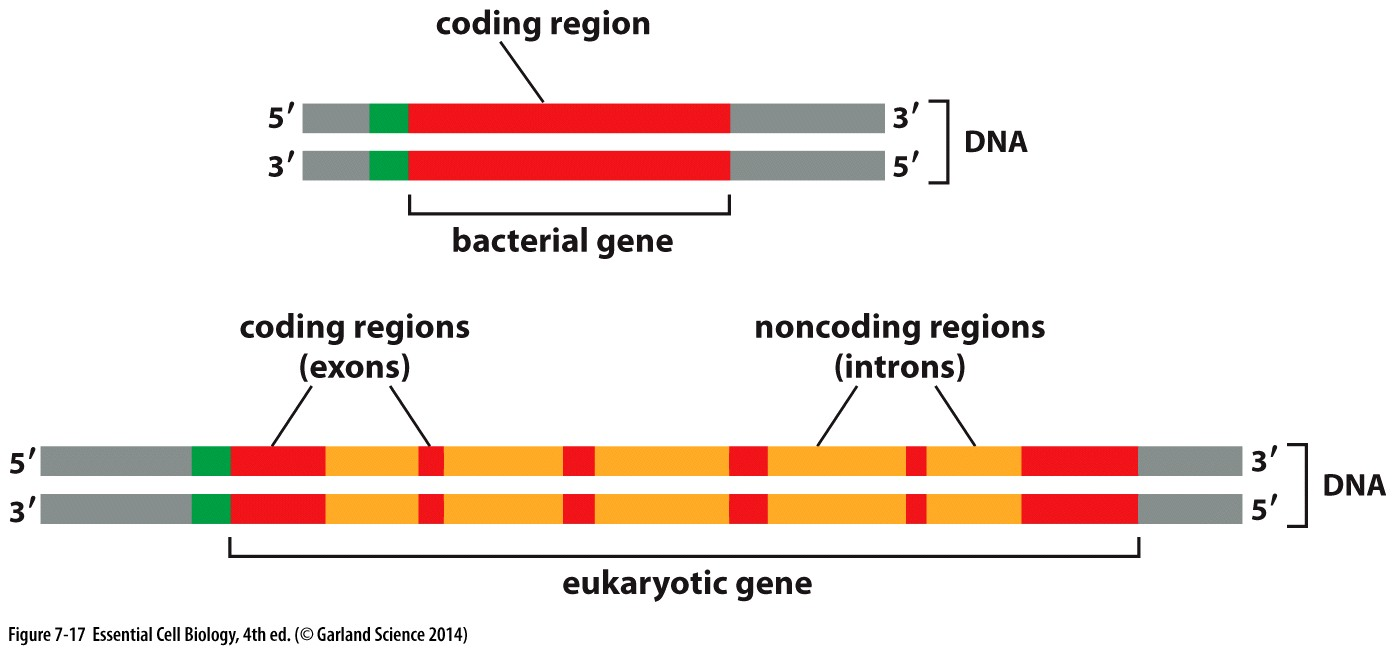 coding region
5′
3′
3′
5′
DNA
bacterial gene
coding regions
(exons)
noncoding regions
(introns)
5′
3′
3′
5′
DNA
eukaryotic gene
Figure 7-17 Essential Cell Biology, 4th ed. (© Garland Science 2014)